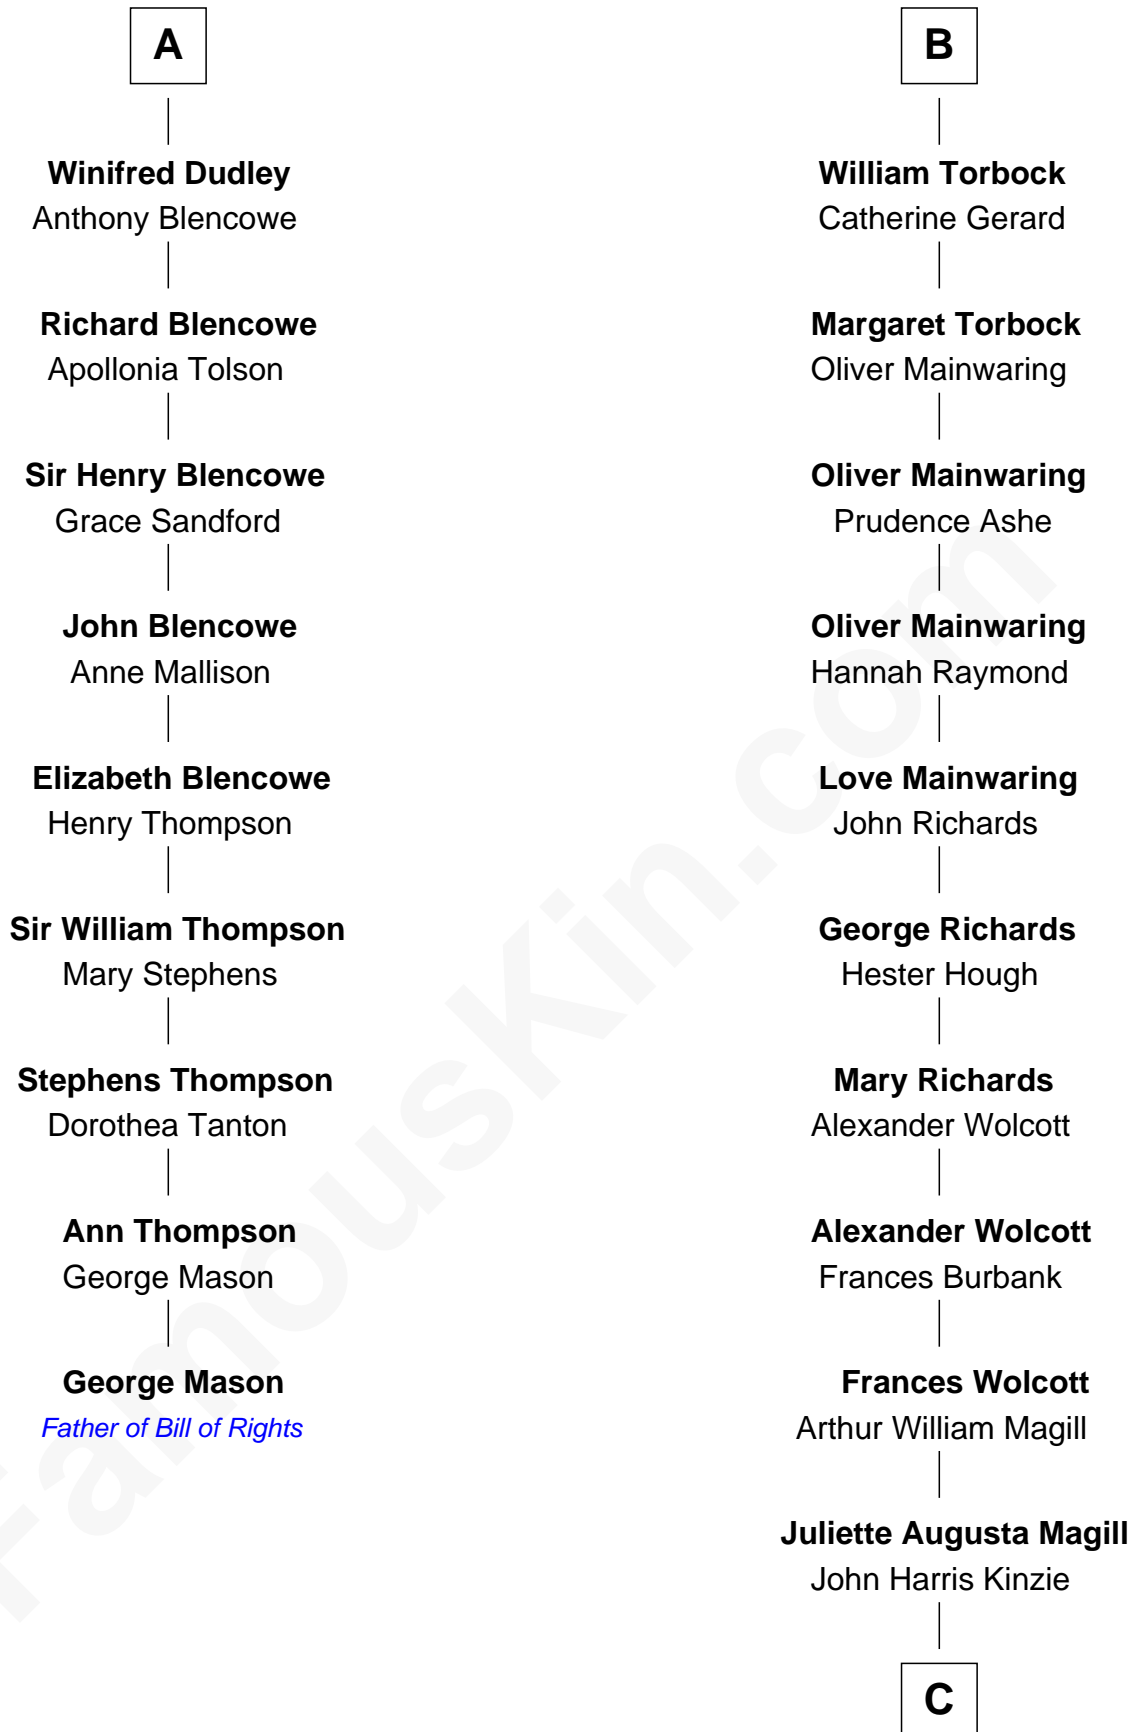 A
Winifred Dudley
Anthony Blencowe
Richard Blencowe
Apollonia Tolson
Sir Henry Blencowe
Grace Sandford
John Blencowe
Anne Mallison
Elizabeth Blencowe
Henry Thompson
Sir William Thompson
Mary Stephens
Stephens Thompson
Dorothea Tanton
Ann Thompson
George Mason
George Mason
Father of Bill of Rights
B
William Torbock
Catherine Gerard
Margaret Torbock
Oliver Mainwaring
Oliver Mainwaring
Prudence Ashe
Oliver Mainwaring
Hannah Raymond
Love Mainwaring
John Richards
George Richards
Hester Hough
Mary Richards
Alexander Wolcott
Alexander Wolcott
Frances Burbank
Frances Wolcott
Arthur William Magill
Juliette Augusta Magill
John Harris Kinzie
C
FamousKin.com